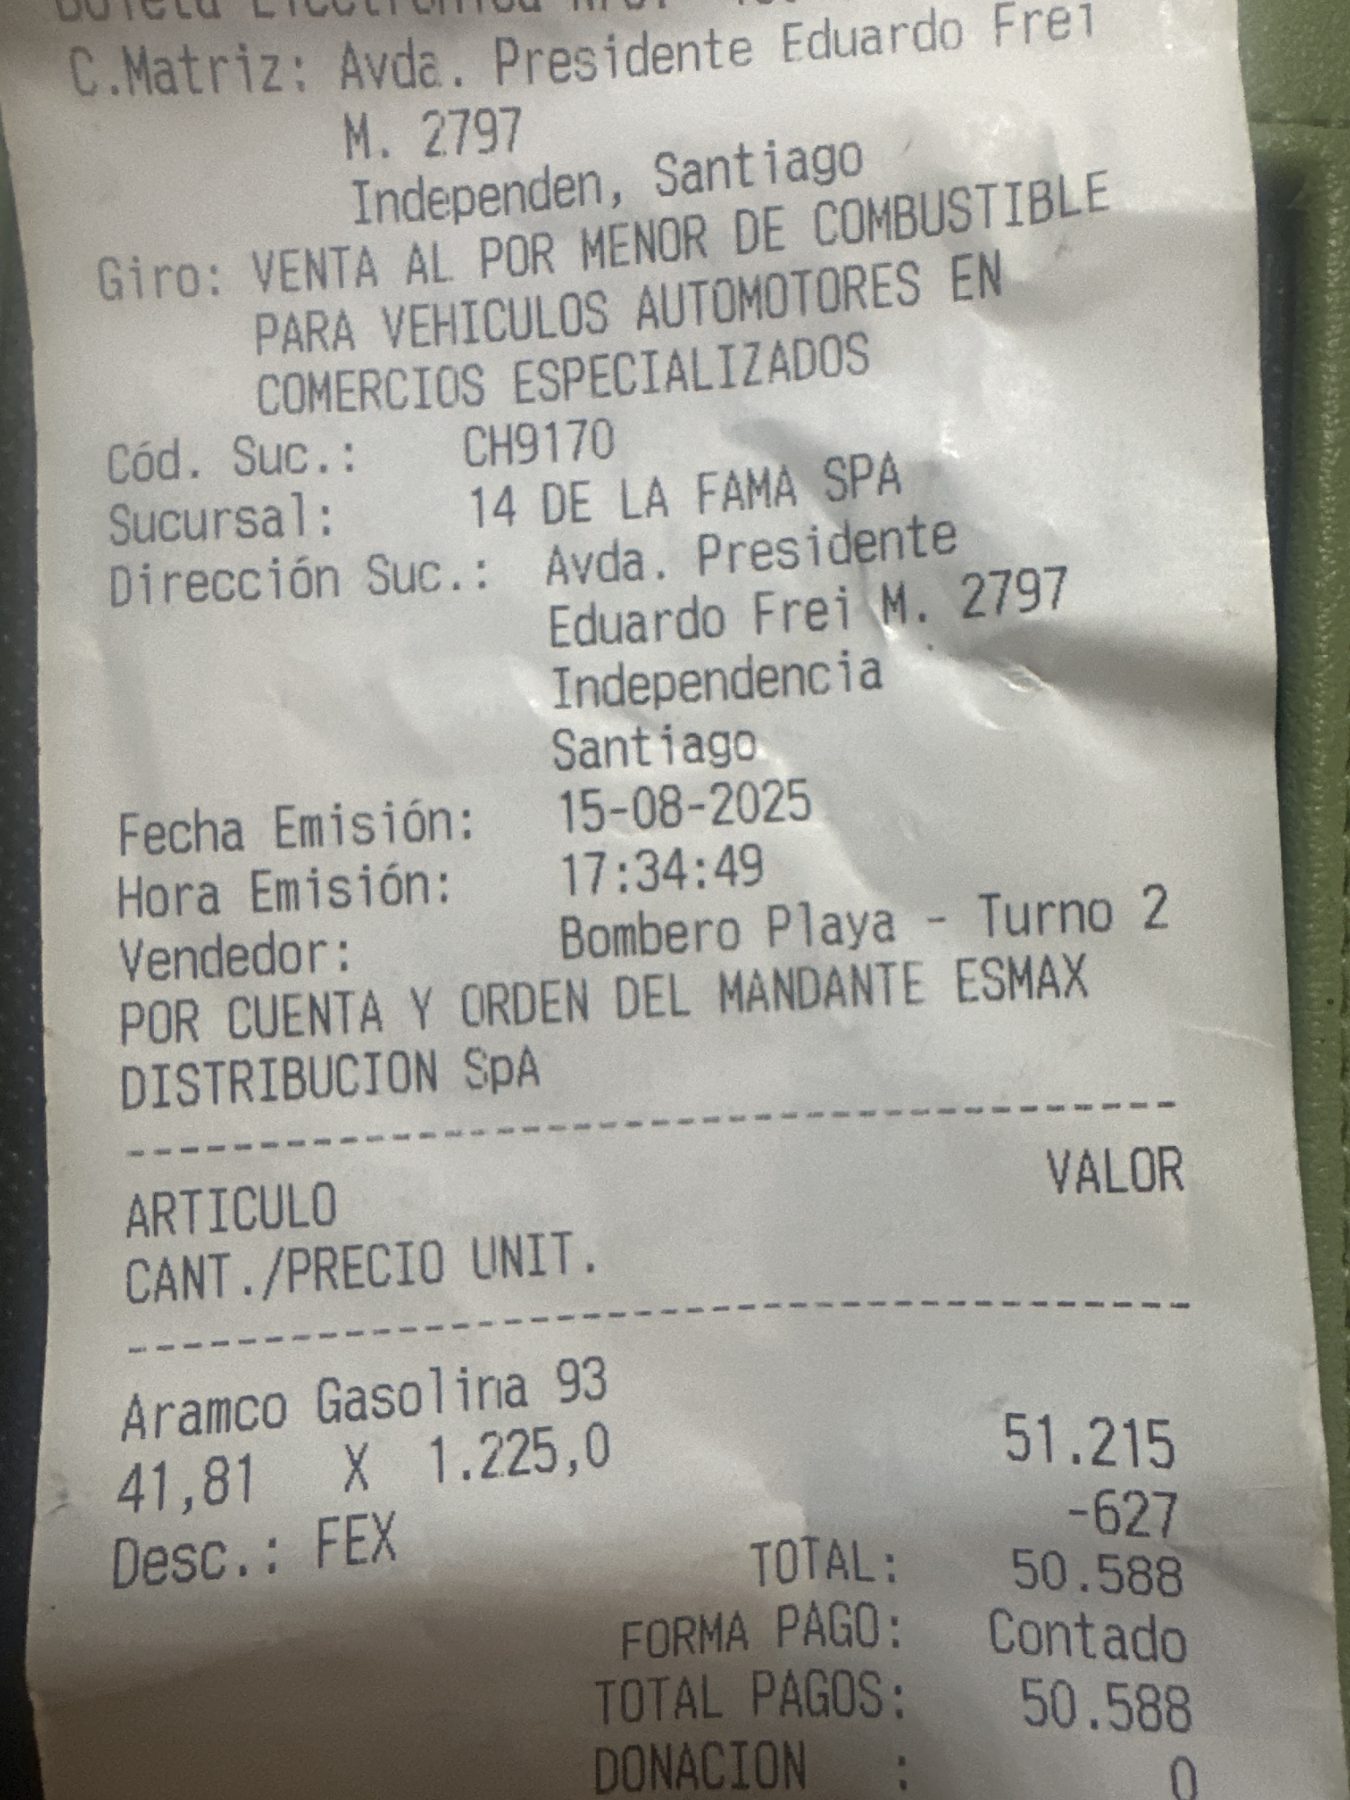 Boleta Electrónica
C.Matriz: Avda. Presidente Eduardo Frei
M. 2797
Independen, Santiago
Giro: VENTA AL POR MENOR DE COMBUSTIBLE
PARA VEHICULOS AUTOMOTORES EN
COMERCIOS ESPECIALIZADOS
Cód. Suc.: CH9170
Sucursal: 14 DE LA FAMA SPA
Dirección Suc.: Avda. Presidente
Eduardo Frei M. 2797
Independencia
Santiago
Fecha Emisión: 15-08-2025
Hora Emisión: 17:34:49
Vendedor: Bombero Playa - Turno 2
POR CUENTA Y ORDEN DEL MANDANTE ESMAX
DISTRIBUCION SpA
ARTICULO VALOR
CANT./PRECIO UNIT.
Aramco Gasolina 93
41,81 X 1.225,0 51.215
Desc.: FEX -627
TOTAL: 50.588
FORMA PAGO: Contado
TOTAL PAGOS: 50.588
DONACION : 0